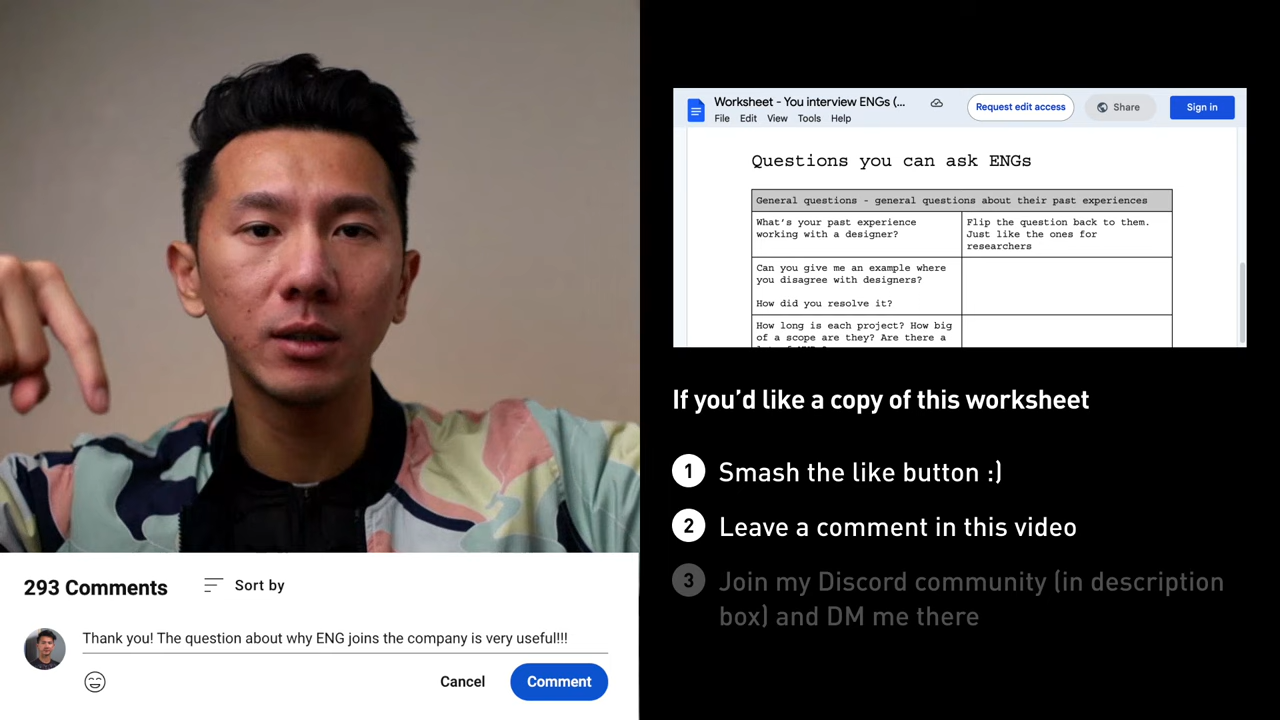 293 Comments
Sort by
Thank you! The question about why ENG joins the company is very useful!!!
Cancel
Comment
Worksheet - You interview ENGs (...
Request edit access
Share
Sign in
File Edit View Tools Help
Questions you can ask ENGs
General questions - general questions about their past experiences
What's your past experience
working with a designer?
Flip the question back to them.
Just like the ones for
researchers
Can you give me an example where
you disagree with designers?
How did you resolve it?
How long is each project? How big
of a scope are they? Are there a
If you'd like a copy of this worksheet
1 Smash the like button :)
2 Leave a comment in this video
3 Join my Discord community (in description
box) and DM me there